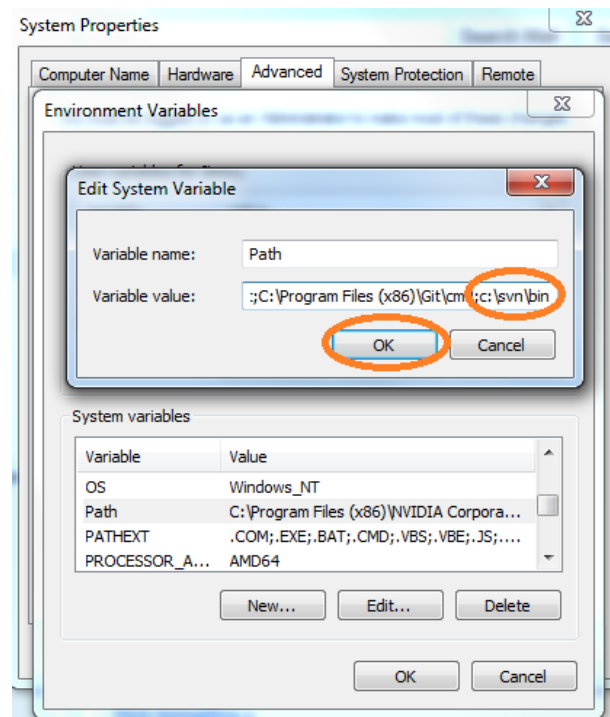 System Properties
Computer Name Hardware Advanced System Protection Remote
Environment Variables
Edit System Variable
Variable name: Path
Variable value: :;C:\Program Files (x86)\Git\cmd;c:\svn\bin
OK Cancel
System variables
Variable Value
OS Windows_NT
Path C:\Program Files (x86)\NVIDIA Corpora...
PATHEXT .COM;.EXE;.BAT;.CMD;.VBS;.VBE;.JS;....
PROCESSOR_A... AMD64
New... Edit... Delete
OK Cancel